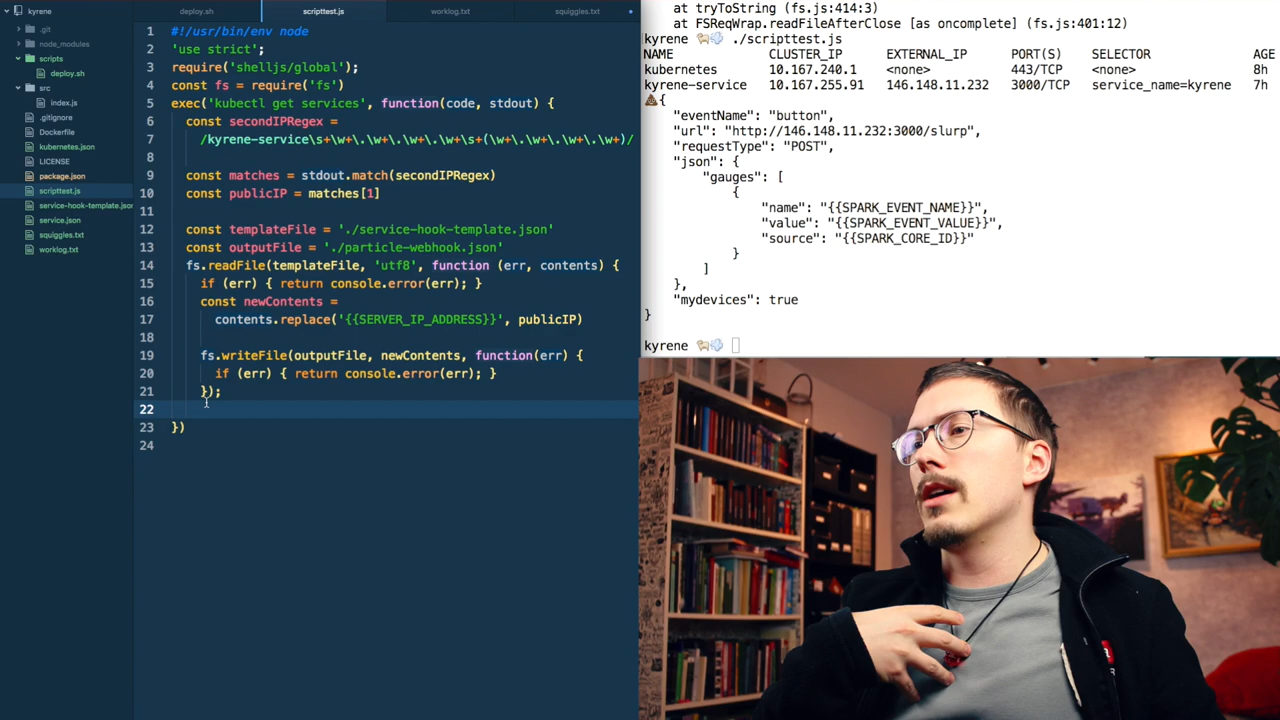 kyrene
.git
node_modules
scripts
deploy.sh
src
index.js
.gitignore
Dockerfile
kubernetes.json
LICENSE
package.json
scripttest.js
service-hook-template.json
service.json
squiggles.txt
worklog.txt
deploy.sh scripttest.js worklog.txt squiggles.txt
1 #!/usr/bin/env node
2 'use strict';
3 require('shelljs/global');
4 const fs = require('fs')
5 exec('kubectl get services', function(code, stdout) {
6 const secondIPRegex =
7 /kyrene-service\s+\w+\.\w+\.\w+\.\w+\s+(\w+\.\w+\.\w+\.\w+)/
8
9 const matches = stdout.match(secondIPRegex)
10 const publicIP = matches[1]
11
12 const templateFile = './service-hook-template.json'
13 const outputFile = './particle-webhook.json'
14 fs.readFile(templateFile, 'utf8', function (err, contents) {
15 if (err) { return console.error(err); }
16 const newContents =
17 contents.replace('{{SERVER_IP_ADDRESS}}', publicIP)
18
19 fs.writeFile(outputFile, newContents, function(err) {
20 if (err) { return console.error(err); }
21 });
22
23 })
24
at tryToString (fs.js:414:3)
at FSReqWrap.readFileAfterClose [as oncomplete] (fs.js:401:12)
kyrene 🐑💨 ./scripttest.js
NAME CLUSTER_IP EXTERNAL_IP PORT(S) SELECTOR AGE
kubernetes 10.167.240.1 <none> 443/TCP <none> 8h
kyrene-service 10.167.255.91 146.148.11.232 3000/TCP service_name=kyrene 7h
💩{
"eventName": "button",
"url": "http://146.148.11.232:3000/slurp",
"requestType": "POST",
"json": {
"gauges": [
{
"name": "{{SPARK_EVENT_NAME}}",
"value": "{{SPARK_EVENT_VALUE}}",
"source": "{{SPARK_CORE_ID}}"
}
]
},
"mydevices": true
}
kyrene 🐑💨